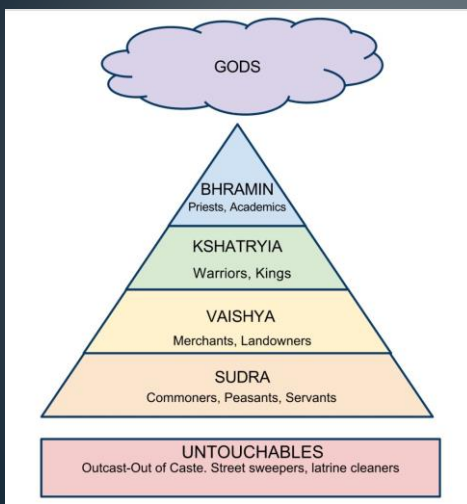 GODS
BHRAMIN
Priests, Academics
KSHATRYIA
Warriors, Kings
VAISHYA
Merchants, Landowners
SUDRA
Commoners, Peasants, Servants
UNTOUCHABLES
Outcast-Out of Caste. Street sweepers, latrine cleaners